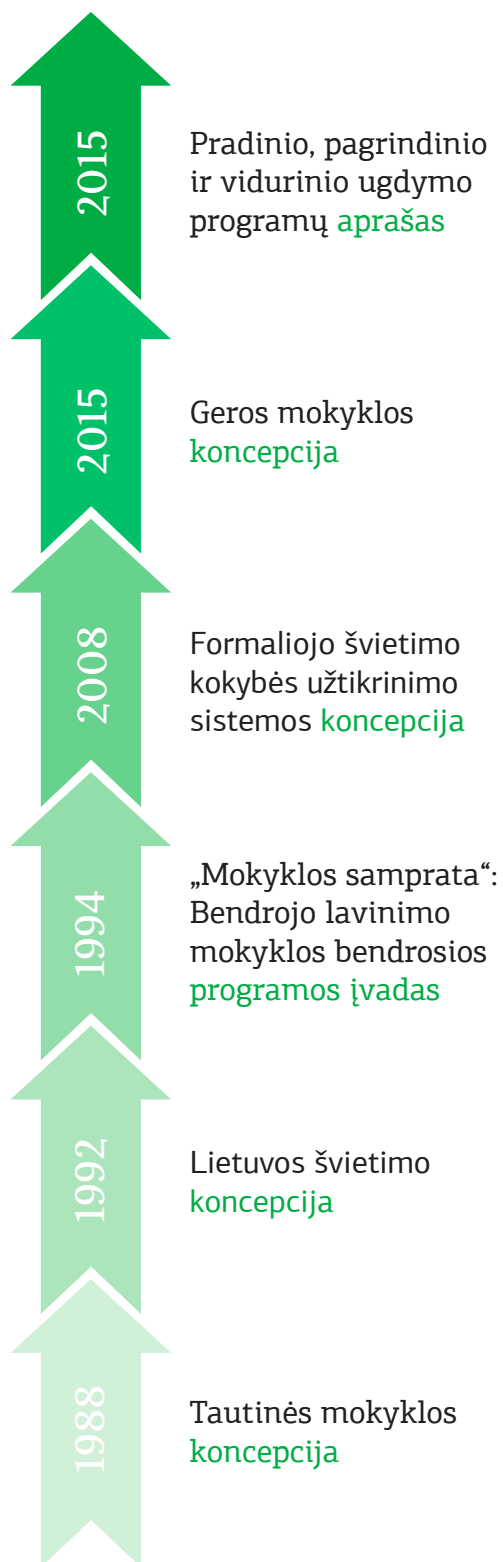 2015
Pradinio, pagrindinio
ir vidurinio ugdymo
programų aprašas
2015
Geros mokyklos
koncepcija
2008
Formaliojo švietimo
kokybės užtikrinimo
sistemos koncepcija
1994
„Mokyklos samprata“:
Bendrojo lavinimo
mokyklos bendrosios
programos įvadas
1992
Lietuvos švietimo
koncepcija
1988
Tautinės mokyklos
koncepcija